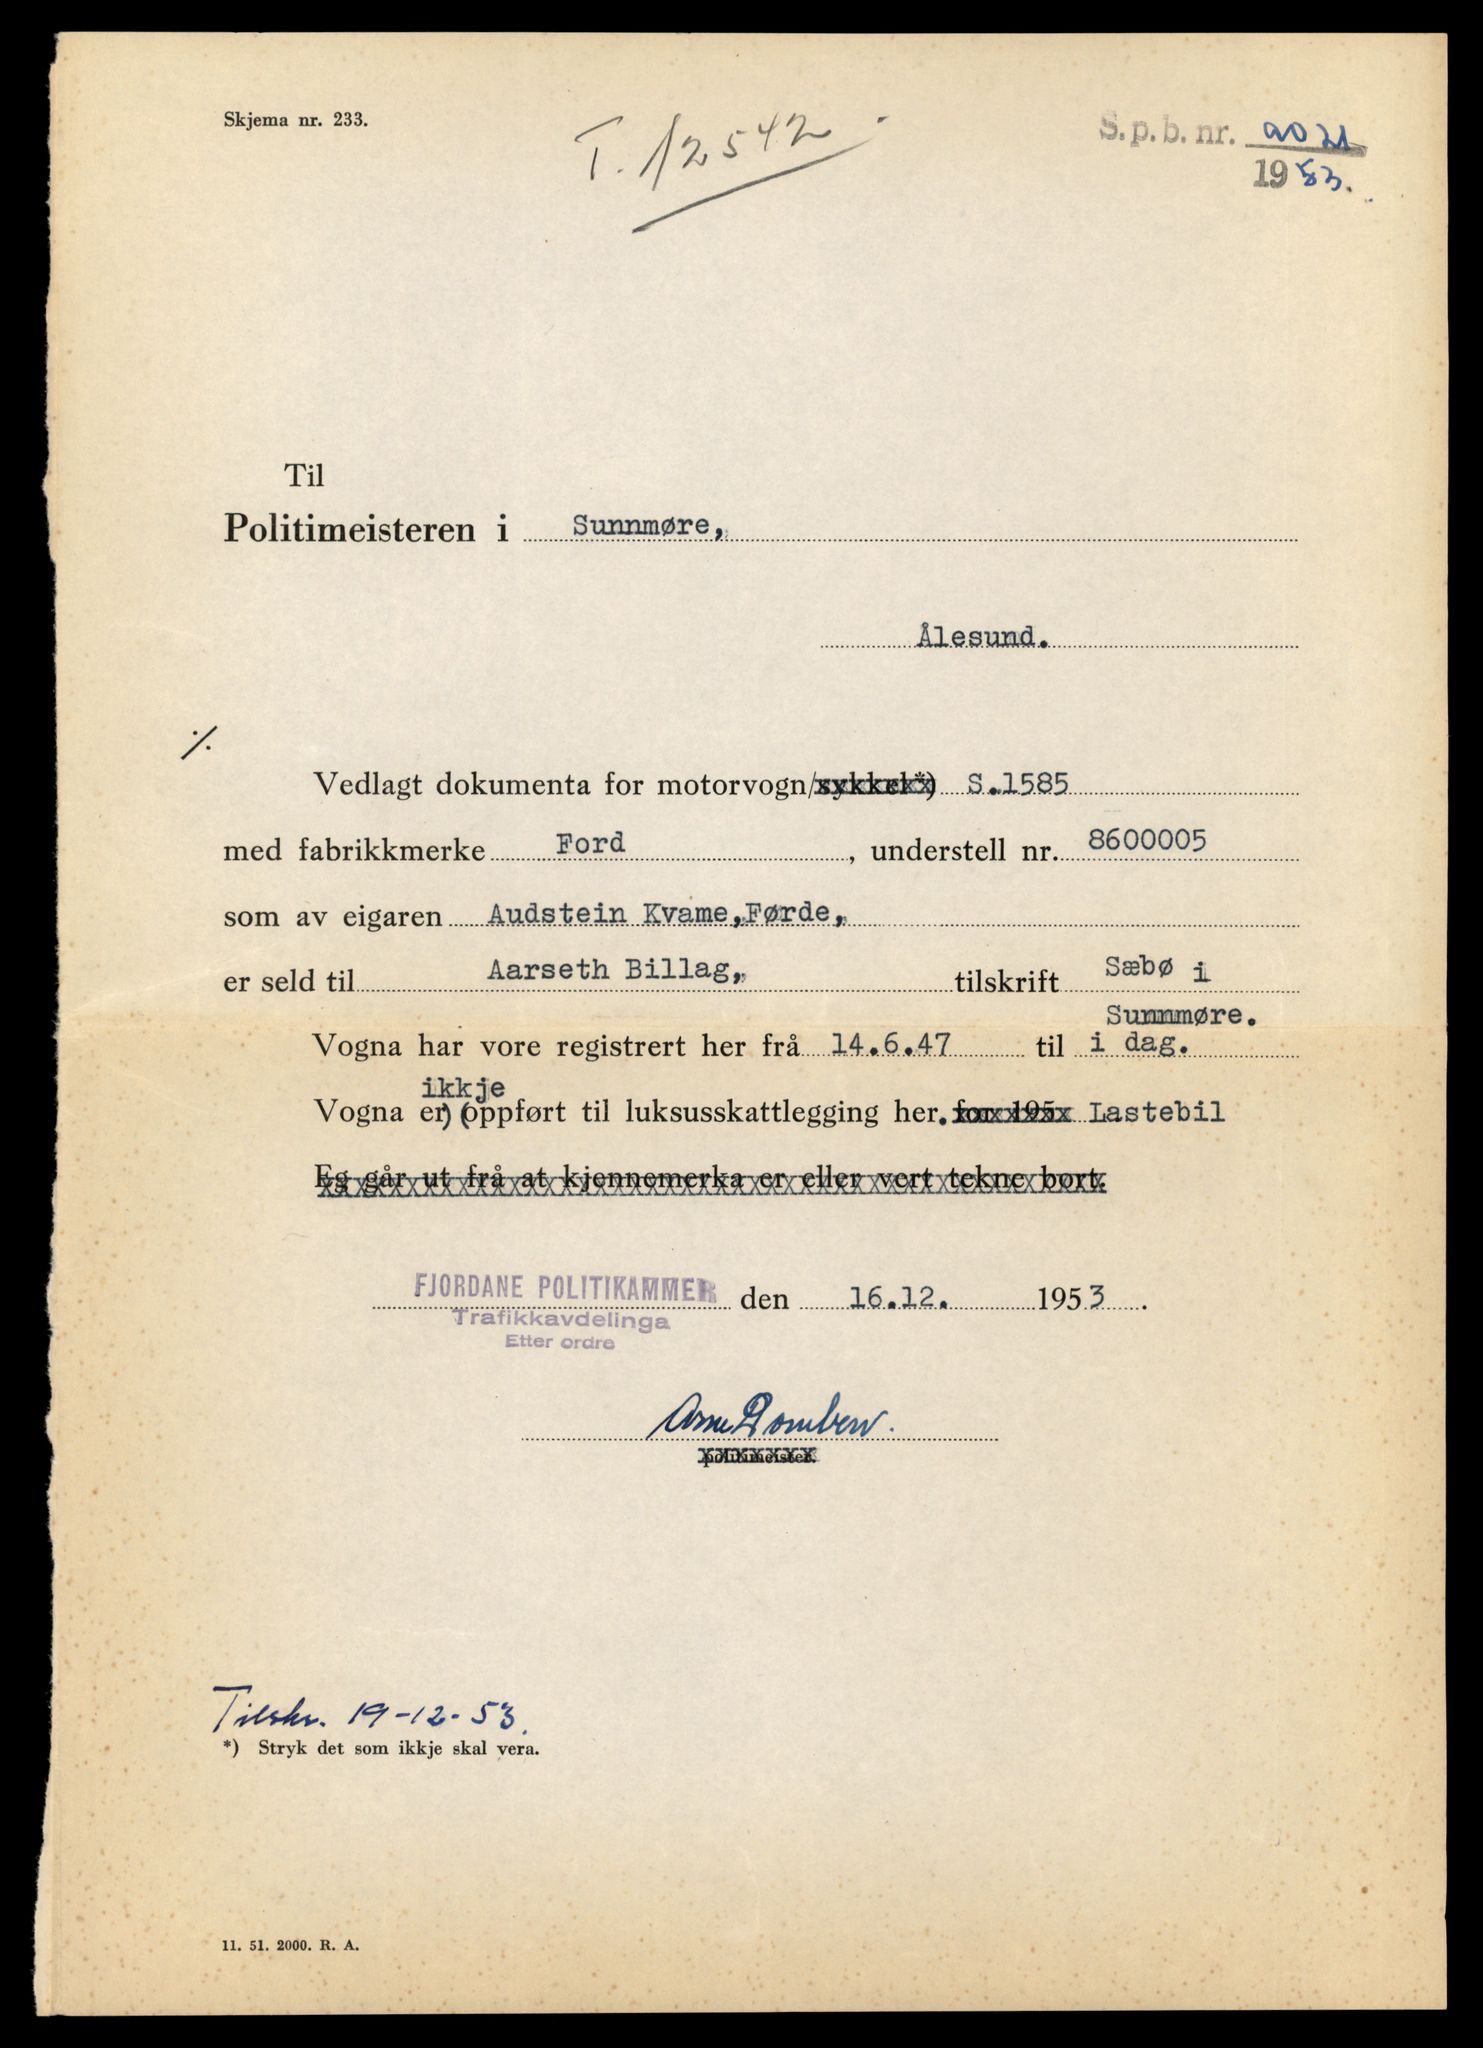 Skjema nr. 233.
T. 12542
S.p.b. nr. 2021
1953.
Til
Politimeisteren i Sunnmøre,
Ålesund.
⁒
Vedlagt dokumenta for motorvogn/sykkel*) S.1585
med fabrikkmerke Ford, understell nr. 8600005
som av eigaren Audstein Kvame, Førde,
er seld til Aarseth Billag, tilskrift Sæbø i
Sunnmøre.
Vogna har vore registrert her frå 14.6.47 til i dag.
ikkje
Vogna er) (oppført til luksusskattlegging her. for 195 Lastebil
Eg går ut frå at kjennemerka er eller vert tekne bort.
FJORDANE POLITIKAMMER den 16.12. 1953.
Trafikkavdelinga
Etter ordre
Arne
politimeister.
Tilskr. 19-12-53.
*) Stryk det som ikkje skal vera.
11. 51. 2000. R. A.